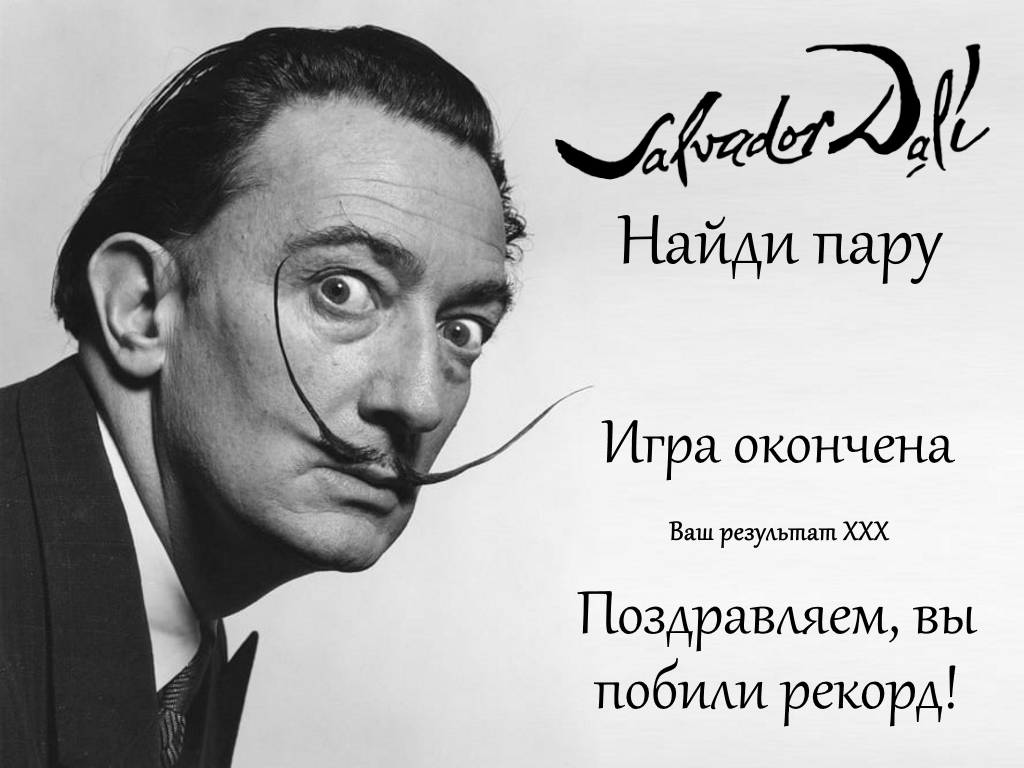 Salvador Dalí
Найди пару
Игра окончена
Ваш результат XXX
Поздравляем, вы
побили рекорд!